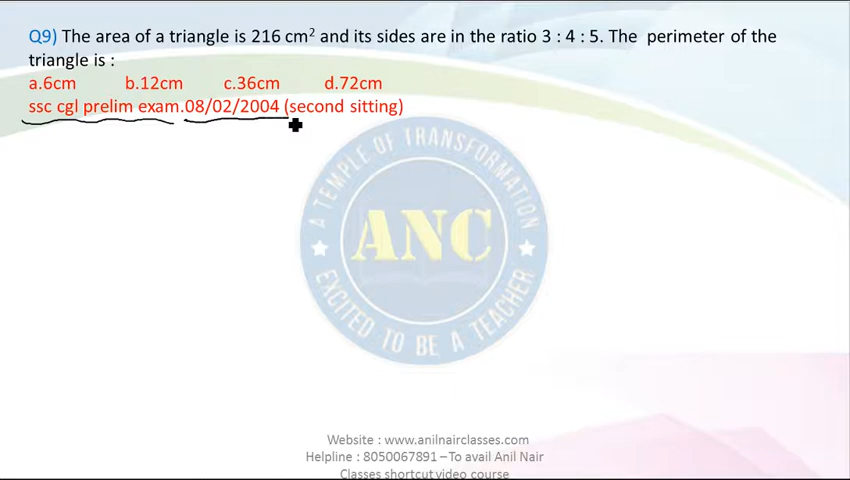 Q9) The area of a triangle is 216 cm² and its sides are in the ratio 3 : 4 : 5. The perimeter of the
triangle is :
a.6cm b.12cm c.36cm d.72cm
ssc cgl prelim exam.08/02/2004 (second sitting)
A TEMPLE OF TRANSFORMATION
ANC
EXCITED TO BE A TEACHER
Website : www.anilnairclasses.com
Helpline : 8050067891 – To avail Anil Nair
Classes shortcut video course